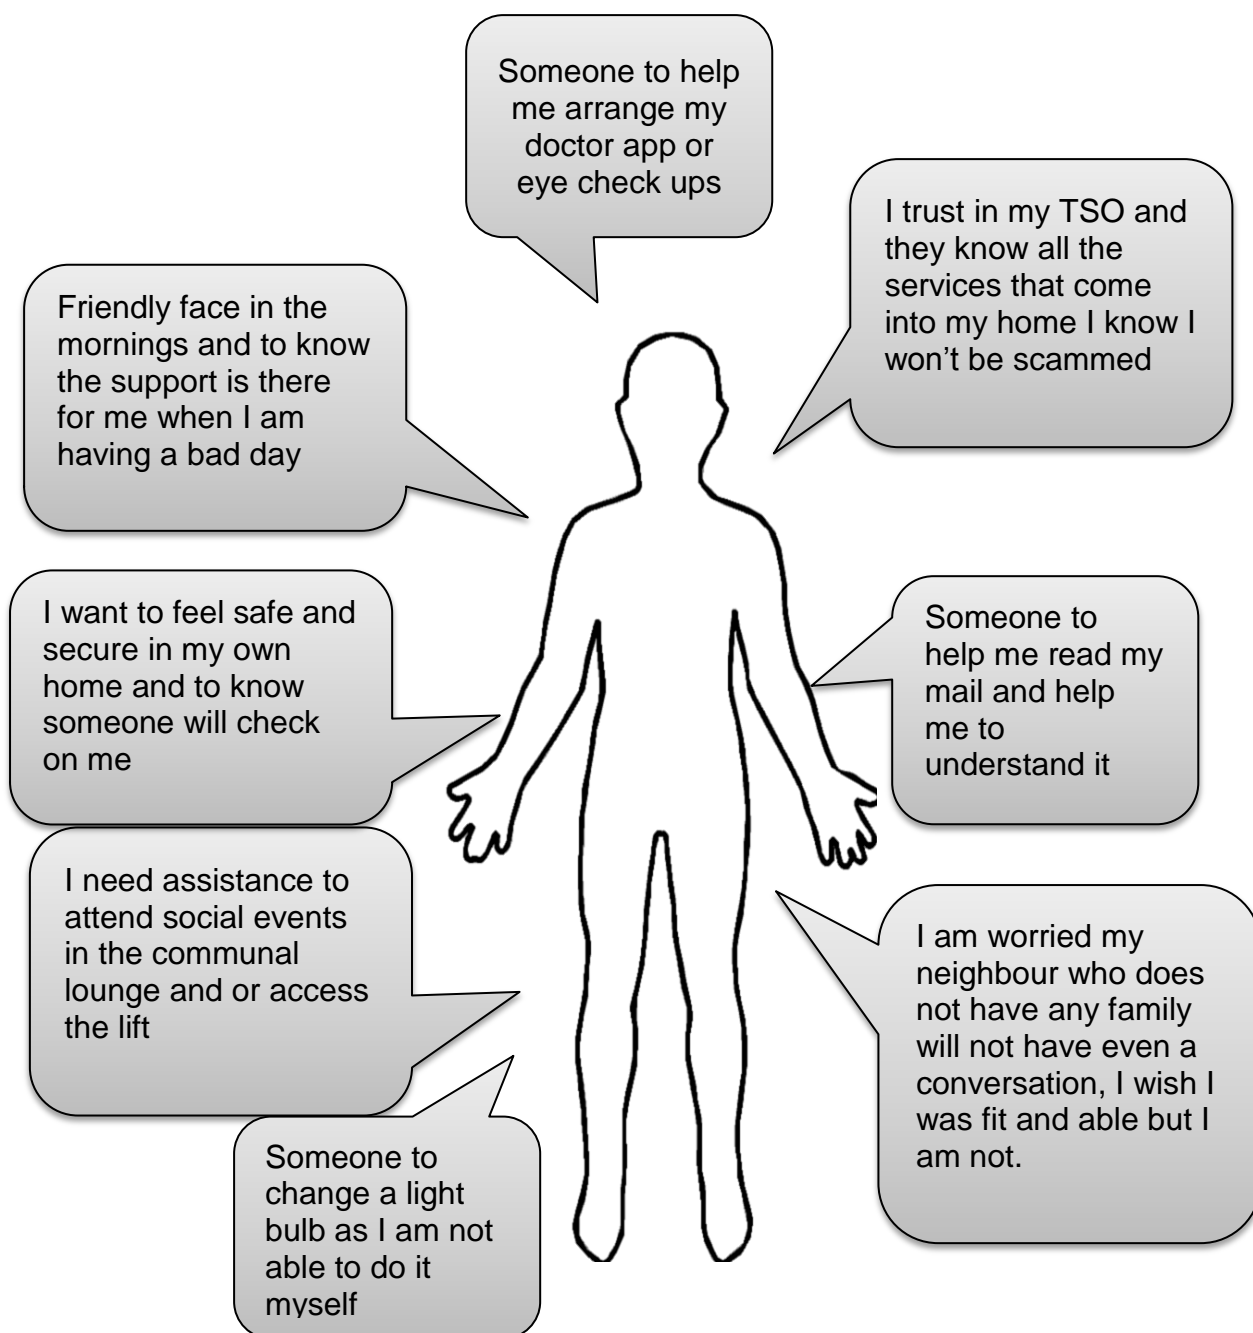 Someone to help
me arrange my
doctor app or
eye check ups
I trust in my TSO and
they know all the
services that come
into my home I know I
won’t be scammed
Friendly face in the
mornings and to know
the support is there
for me when I am
having a bad day
I want to feel safe and
secure in my own
home and to know
someone will check
on me
Someone to
help me read my
mail and help
me to
understand it
I need assistance to
attend social events
in the communal
lounge and or access
the lift
I am worried my
neighbour who does
not have any family
will not have even a
conversation, I wish I
was fit and able but I
am not.
Someone to
change a light
bulb as I am not
able to do it
myself